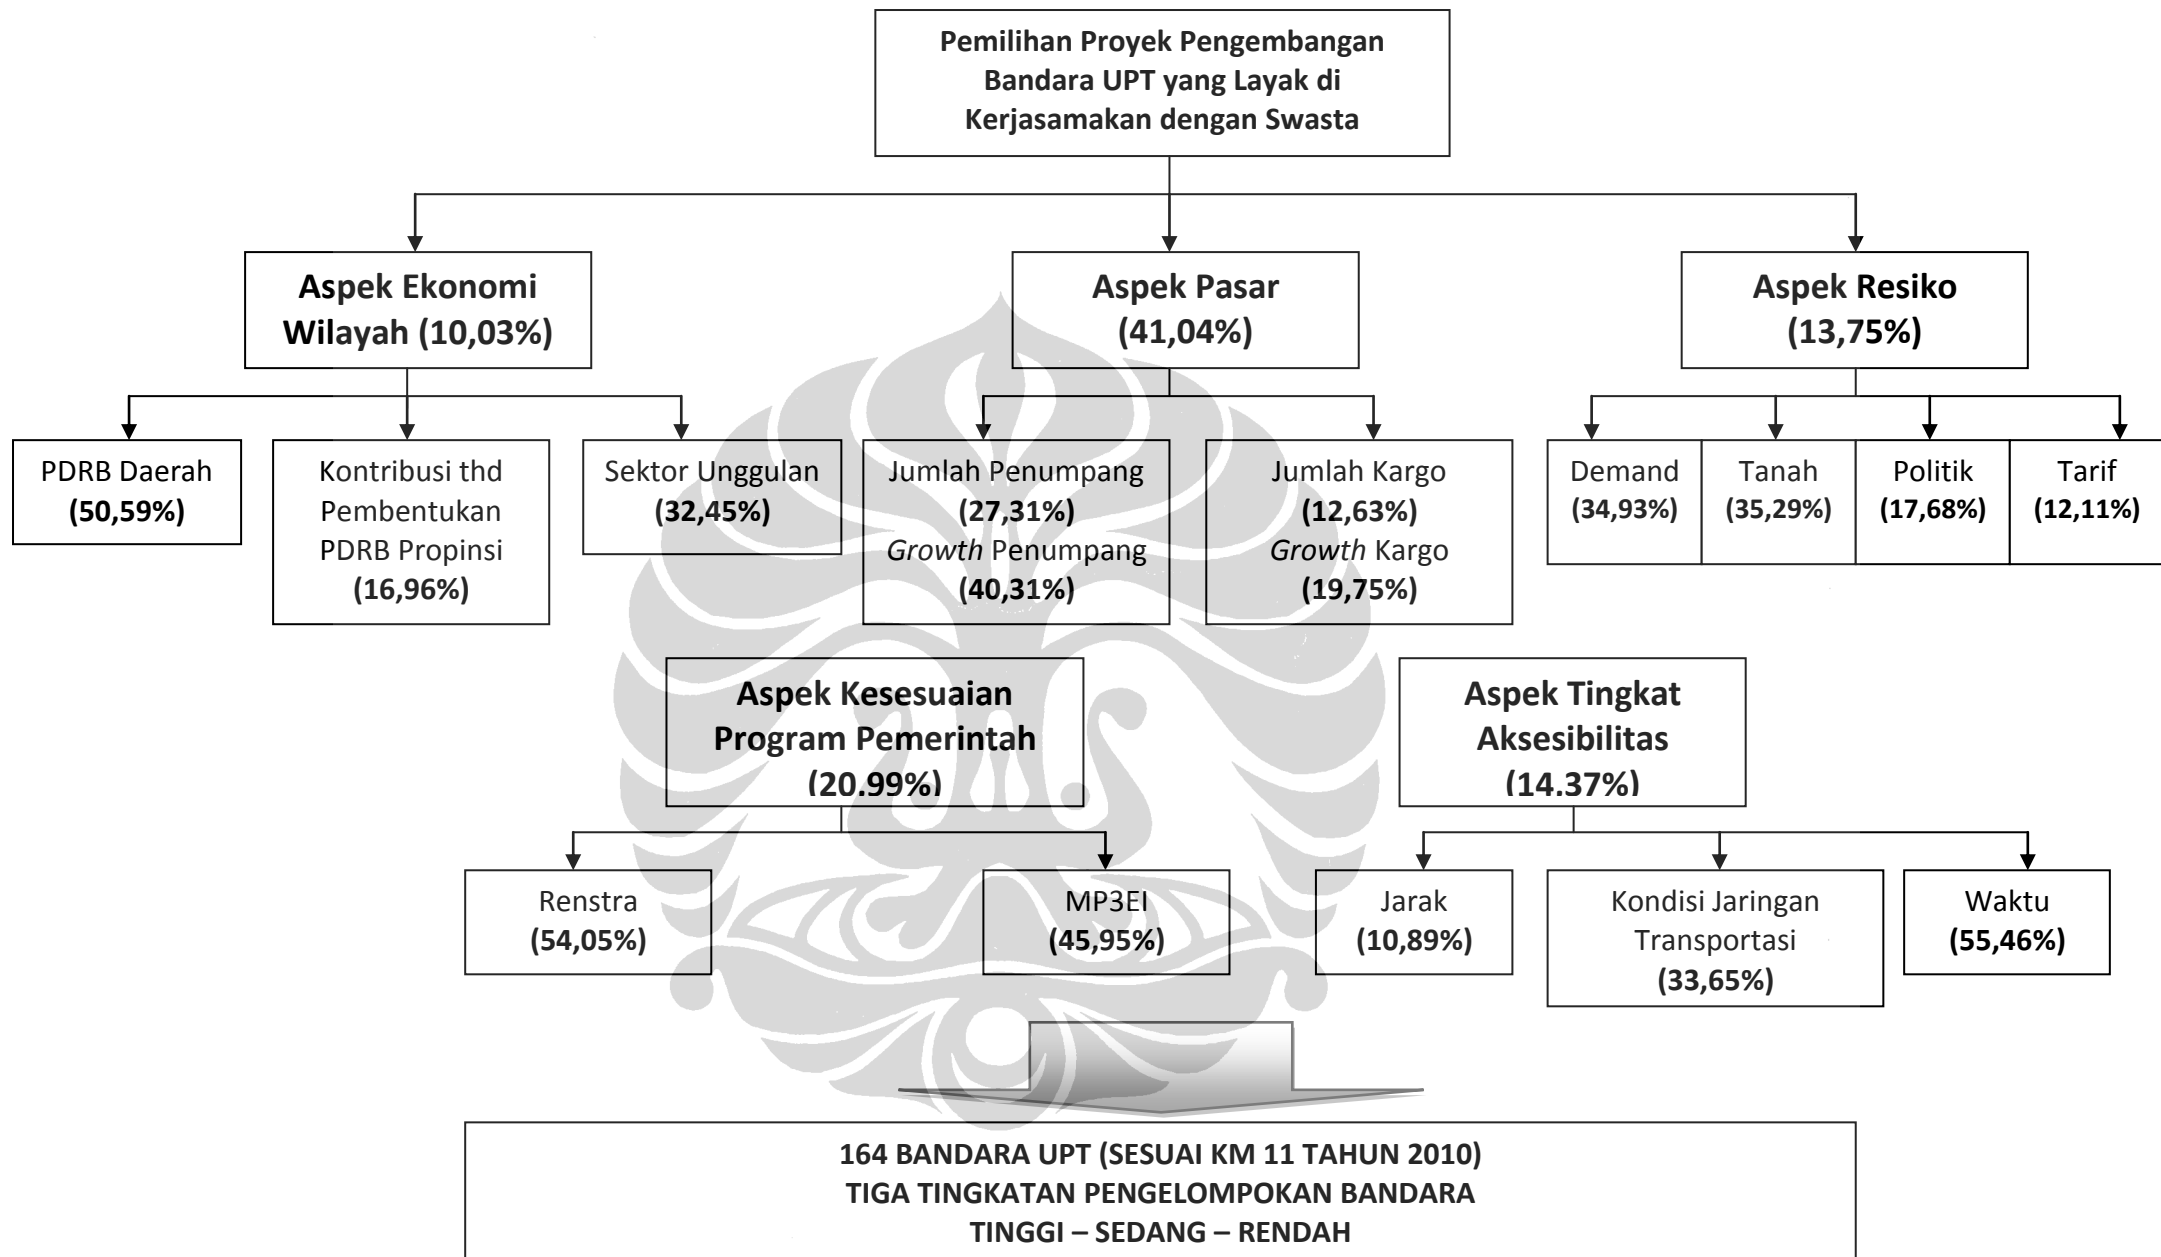 Pemilihan Proyek Pengembangan
Bandara UPT yang Layak di
Kerjasamakan dengan Swasta
Aspek Ekonomi
Wilayah (10,03%)
Aspek Pasar
(41,04%)
Aspek Resiko
(13,75%)
PDRB Daerah
(50,59%)
Kontribusi thd
Pembentukan
PDRB Propinsi
(16,96%)
Sektor Unggulan
(32,45%)
Jumlah Penumpang
(27,31%)
Growth Penumpang
(40,31%)
Jumlah Kargo
(12,63%)
Growth Kargo
(19,75%)
Demand
(34,93%)
Tanah
(35,29%)
Politik
(17,68%)
Tarif
(12,11%)
Aspek Kesesuaian
Program Pemerintah
(20.99%)
Aspek Tingkat
Aksesibilitas
(14.37%)
Renstra
(54,05%)
MP3EI
(45,95%)
Jarak
(10,89%)
Kondisi Jaringan
Transportasi
(33,65%)
Waktu
(55,46%)
164 BANDARA UPT (SESUAI KM 11 TAHUN 2010)
TIGA TINGKATAN PENGELOMPOKAN BANDARA
TINGGI – SEDANG – RENDAH